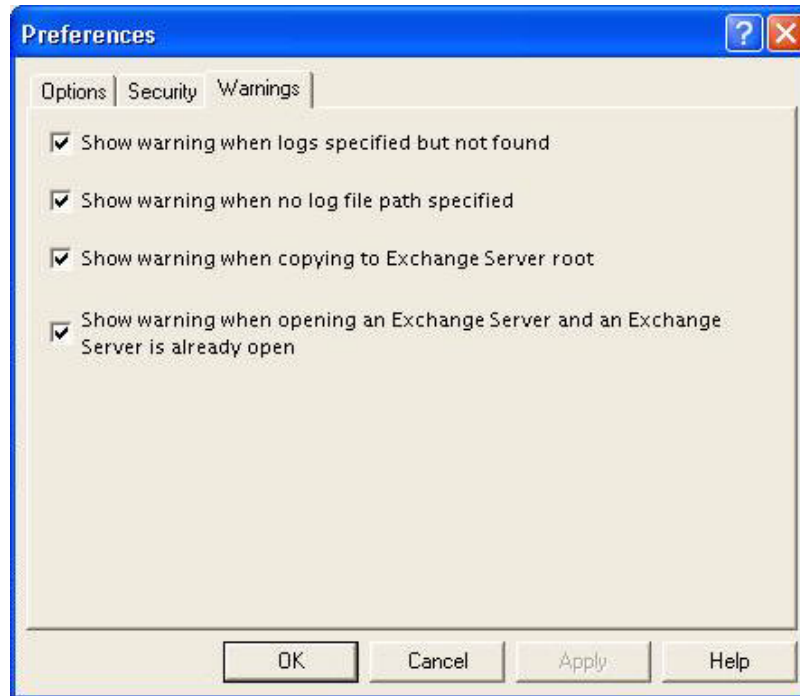 Preferences
Options Security Warnings
Show warning when logs specified but not found
Show warning when no log file path specified
Show warning when copying to Exchange Server root
Show warning when opening an Exchange Server and an Exchange
Server is already open
OK Cancel Apply Help